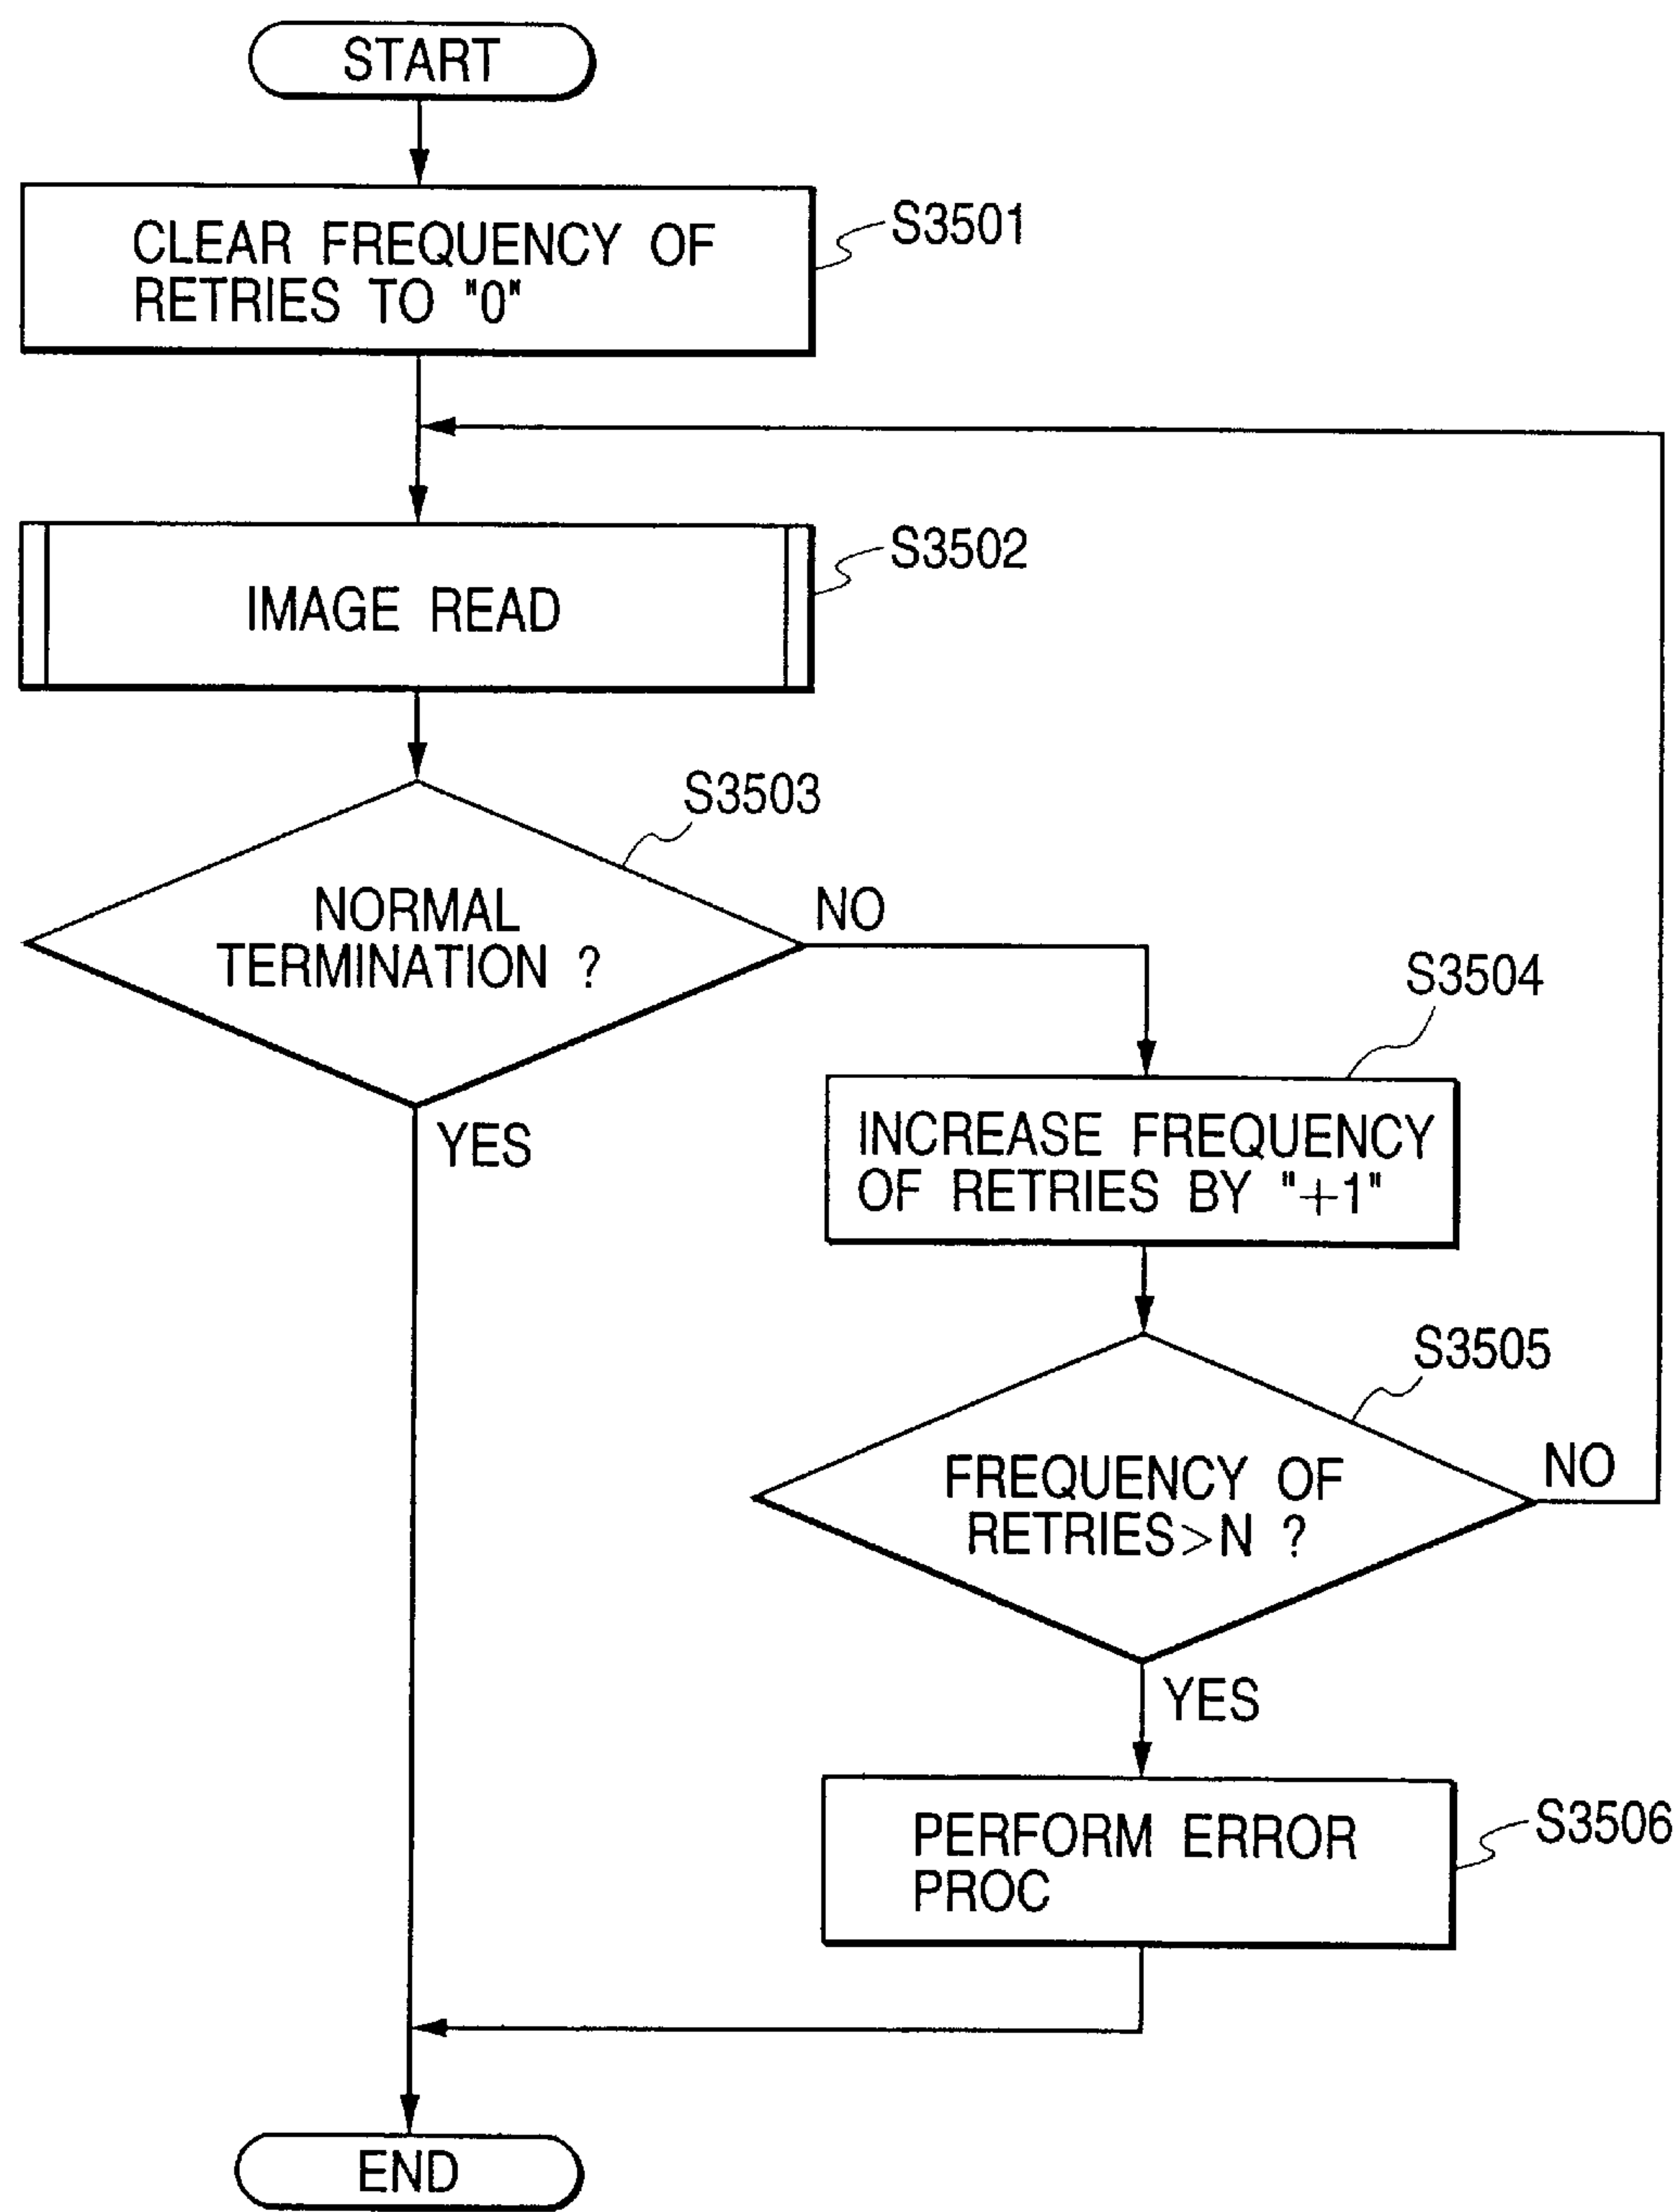 START
CLEAR FREQUENCY OF
RETRIES TO "0"
S3501
IMAGE READ
S3502
S3503
NORMAL
TERMINATION ?
NO
YES
S3504
INCREASE FREQUENCY
OF RETRIES BY "+1"
S3505
FREQUENCY OF
RETRIES>N ?
NO
YES
PERFORM ERROR
PROC
S3506
END